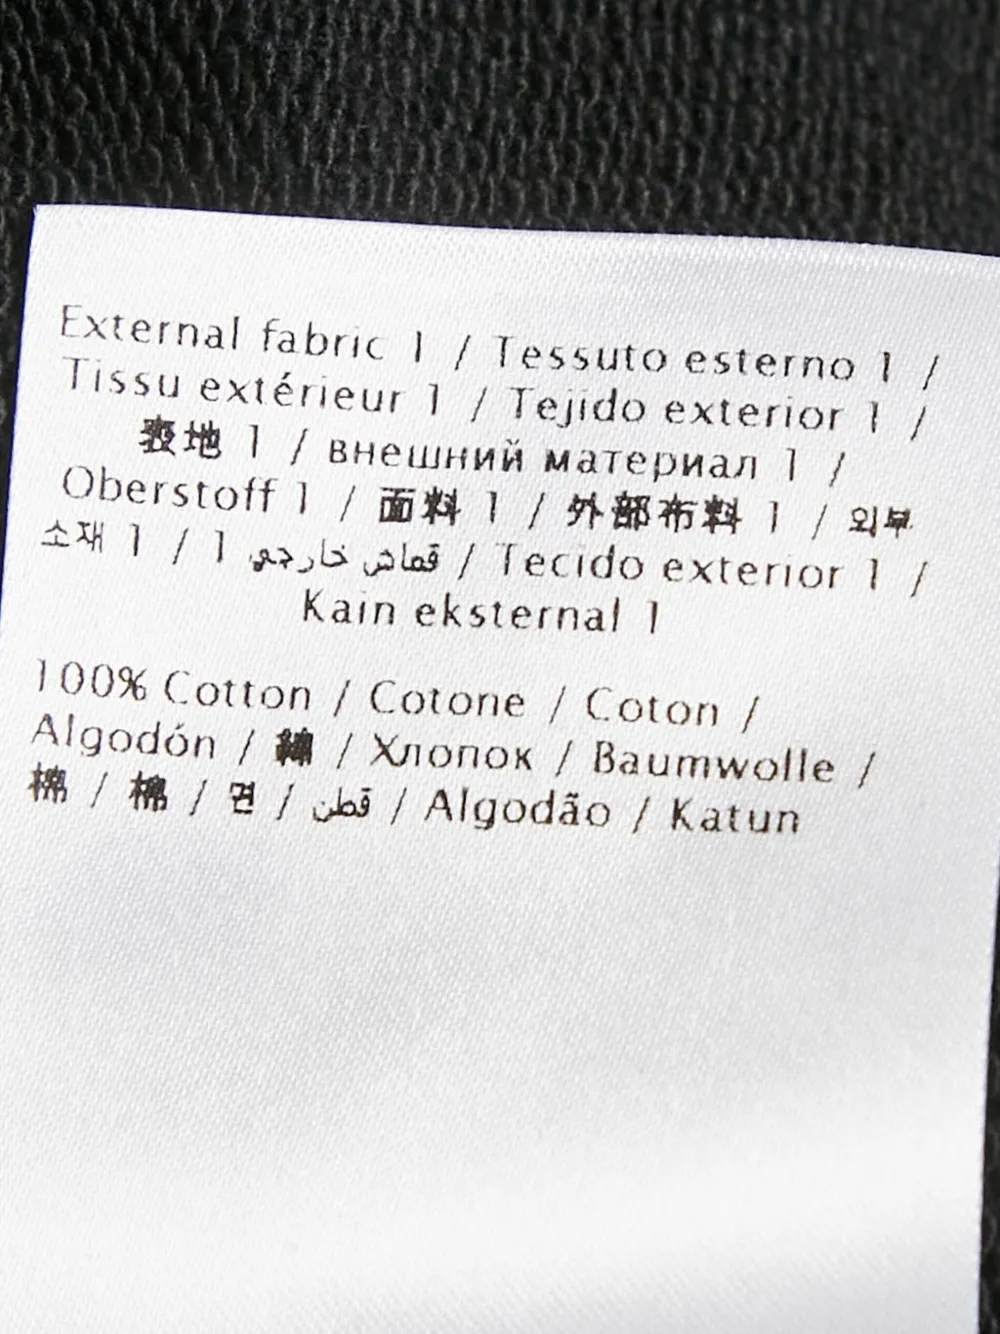 External fabric 1 / Tessuto esterno 1 /
Tissu extérieur 1 / Tejido exterior 1 /
表地 1 / внешний материал 1 /
Oberstoff 1 / 面料 1 / 外部布料 1 / 외부
소재 1 / 1 قماش خارجي / Tecido exterior 1 /
Kain eksternal 1
100% Cotton / Cotone / Coton /
Algodón / 綿 / Хлопок / Baumwolle /
棉 / 棉 / 면 / قطن / Algodão / Katun